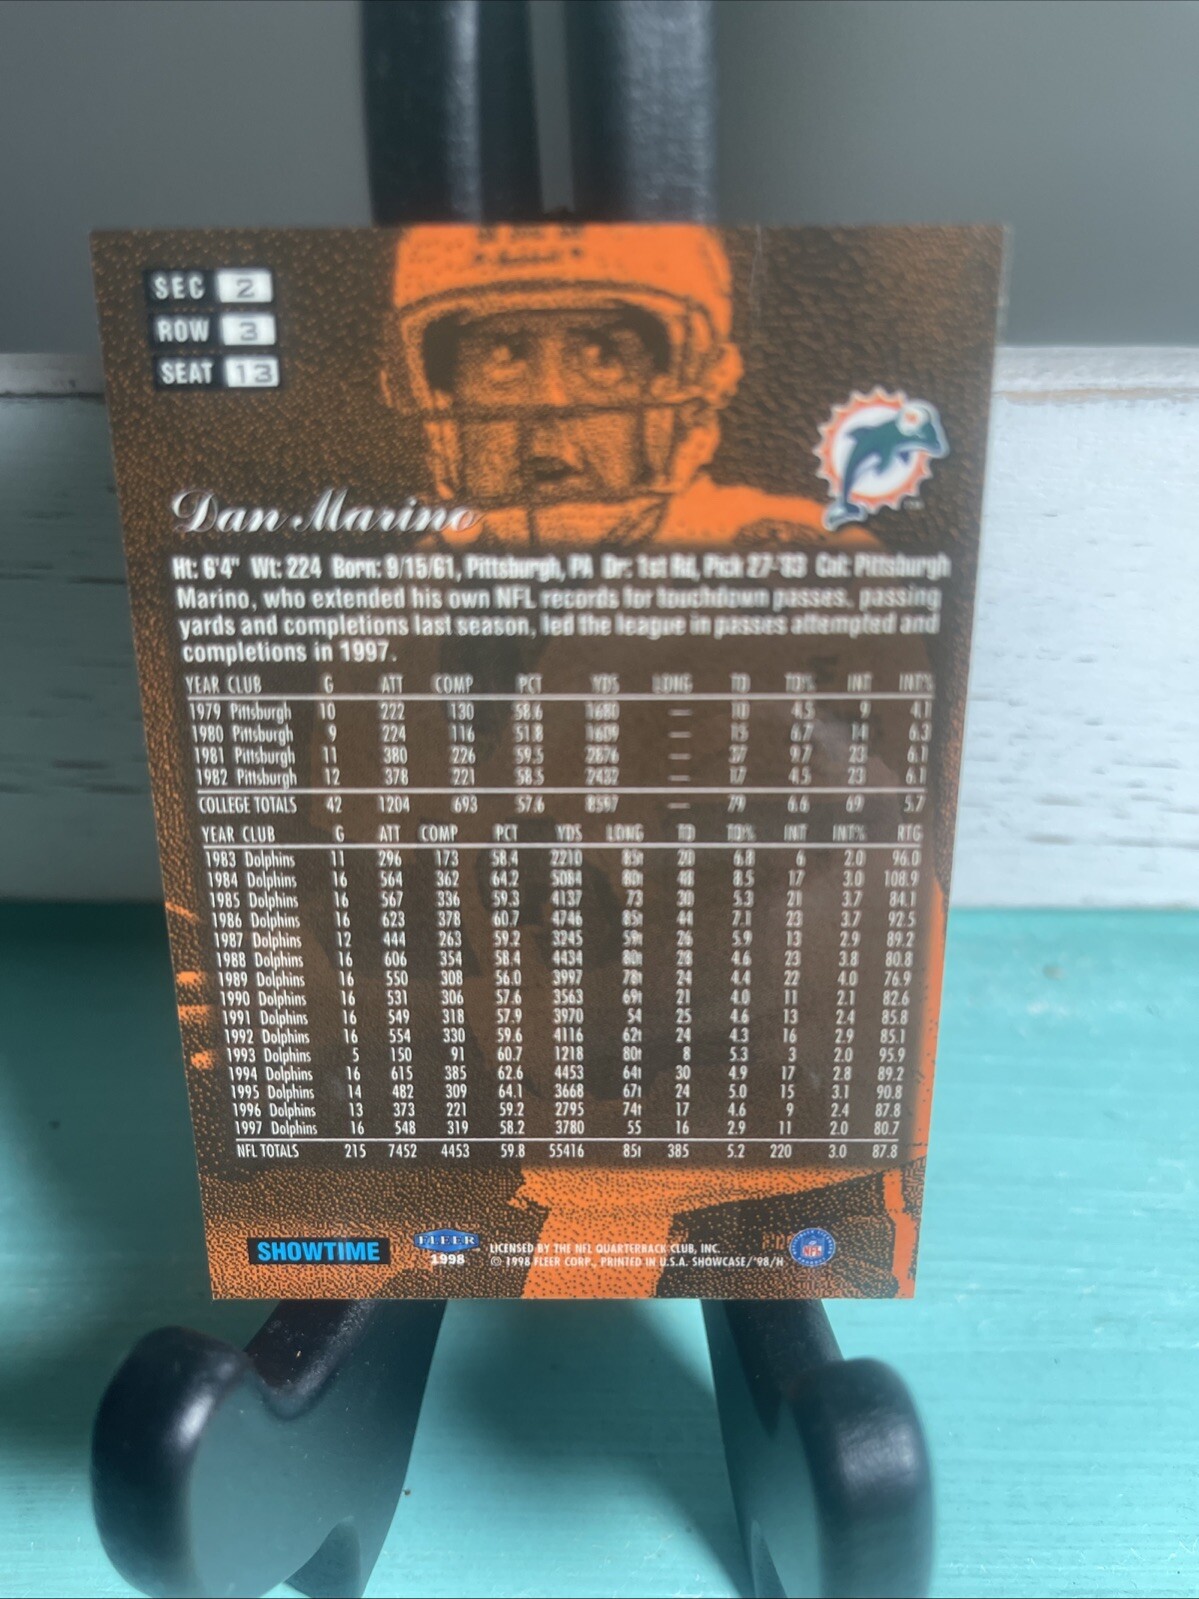 SEC 2
ROW 3
SEAT 13
Dan Marino
Ht: 6'4" Wt: 224 Born: 9/15/61, Pittsburgh, PA Dr: 1st Rd, Pick 27-'83 Col: Pittsburgh
Marino, who extended his own NFL records for touchdown passes, passing
yards and completions last season, led the league in passes attempted and
completions in 1997.
YEAR CLUB G ATT COMP PCT YDS LONG TD TD% INT INT%
1979 Pittsburgh 10 222 130 58.6 1680 — 10 4.5 9 4.1
1980 Pittsburgh 9 224 116 51.8 1609 — 15 6.7 14 6.3
1981 Pittsburgh 11 380 226 59.5 2876 — 37 9.7 23 6.1
1982 Pittsburgh 12 378 221 58.5 2432 — 17 4.5 23 6.1
COLLEGE TOTALS 42 1204 693 57.6 8597 — 79 6.6 69 5.7
YEAR CLUB G ATT COMP PCT YDS LONG TD TD% INT INT% RTG
1983 Dolphins 11 296 173 58.4 2210 85t 20 6.8 6 2.0 96.0
1984 Dolphins 16 564 362 64.2 5084 80t 48 8.5 17 3.0 108.9
1985 Dolphins 16 567 336 59.3 4137 73 30 5.3 21 3.7 84.1
1986 Dolphins 16 623 378 60.7 4746 85t 44 7.1 23 3.7 92.5
1987 Dolphins 12 444 263 59.2 3245 59t 26 5.9 13 2.9 89.2
1988 Dolphins 16 606 354 58.4 4434 80t 28 4.6 23 3.8 80.8
1989 Dolphins 16 550 308 56.0 3997 78t 24 4.4 22 4.0 76.9
1990 Dolphins 16 531 306 57.6 3563 69t 21 4.0 11 2.1 82.6
1991 Dolphins 16 549 318 57.9 3970 54 25 4.6 13 2.4 85.8
1992 Dolphins 16 554 330 59.6 4116 62t 24 4.3 16 2.9 85.1
1993 Dolphins 5 150 91 60.7 1218 80t 8 5.3 3 2.0 95.9
1994 Dolphins 16 615 385 62.6 4453 64t 30 4.9 17 2.8 89.2
1995 Dolphins 14 482 309 64.1 3668 67t 24 5.0 15 3.1 90.8
1996 Dolphins 13 373 221 59.2 2795 74t 17 4.6 9 2.4 87.8
1997 Dolphins 16 548 319 58.2 3780 55 16 2.9 11 2.0 80.7
NFL TOTALS 215 7452 4453 59.8 55416 85t 385 5.2 220 3.0 87.8
SHOWTIME
FLEER
1998
LICENSED BY THE NFL QUARTERBACK CLUB, INC.
© 1998 FLEER CORP., PRINTED IN U.S.A. SHOWCASE/'98/H
NFL